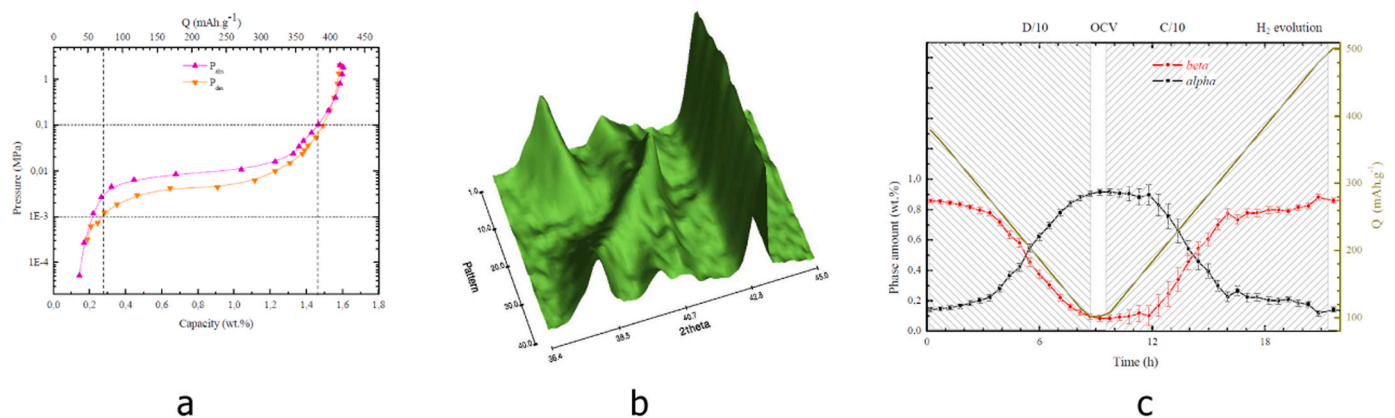 Q (mAh.g⁻¹)
0 50 100 150 200 250 300 350 400 450
Pabs
Pdes
Pressure (MPa)
1
0,1
0,01
1E-3
1E-4
0,0 0,2 0,4 0,6 0,8 1,0 1,2 1,4 1,6 1,8
Capacity (wt.%)
a
1.0
10.0
20.0
30.0
40.0
Pattern
36.4
38.5
40.7
42.8
45.0
2theta
b
D/10 OCV C/10 H₂ evolution
beta
alpha
Phase amount (wt.%)
1.0
0.8
0.6
0.4
0.2
0.0
0 6 12 18
Time (h)
500
400
300
200
100
Q (mAh.g⁻¹)
c